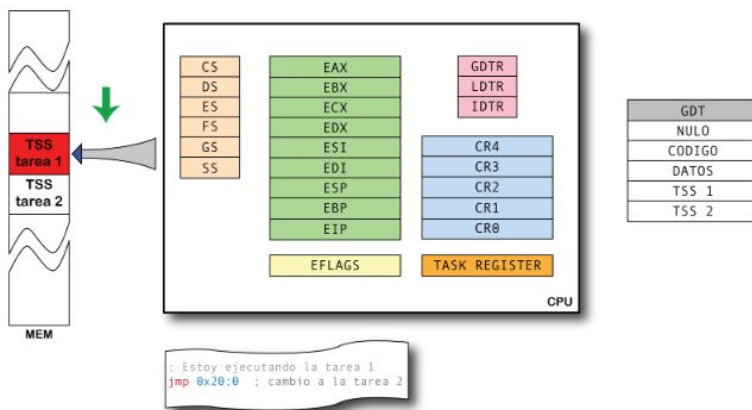 TSS
tarea 1
TSS
tarea 2
MEM
CS
DS
ES
FS
GS
SS
EAX
EBX
ECX
EDX
ESI
EDI
ESP
EBP
EIP
EFLAGS
GDTR
LDTR
IDTR
CR4
CR3
CR2
CR1
CR0
TASK REGISTER
CPU
GDT
NULO
CODIGO
DATOS
TSS 1
TSS 2
; Estoy ejecutando la tarea 1
jmp 0x20:0 ; cambio a la tarea 2